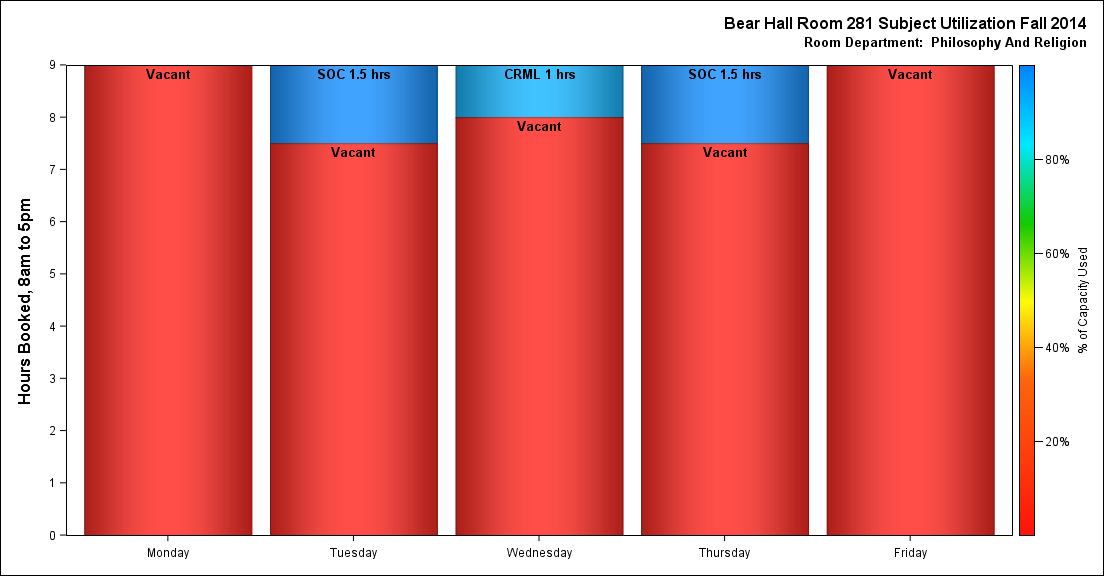 Bear Hall Room 281 Subject Utilization Fall 2014
Room Department:  Philosophy And Religion
Hours Booked, 8am to 5pm
9
8
7
6
5
4
3
2
1
0
Vacant
SOC 1.5 hrs
Vacant
CRML 1 hrs
Vacant
SOC 1.5 hrs
Vacant
Vacant
Monday
Tuesday
Wednesday
Thursday
Friday
80%
60%
40%
20%
% of Capacity Used